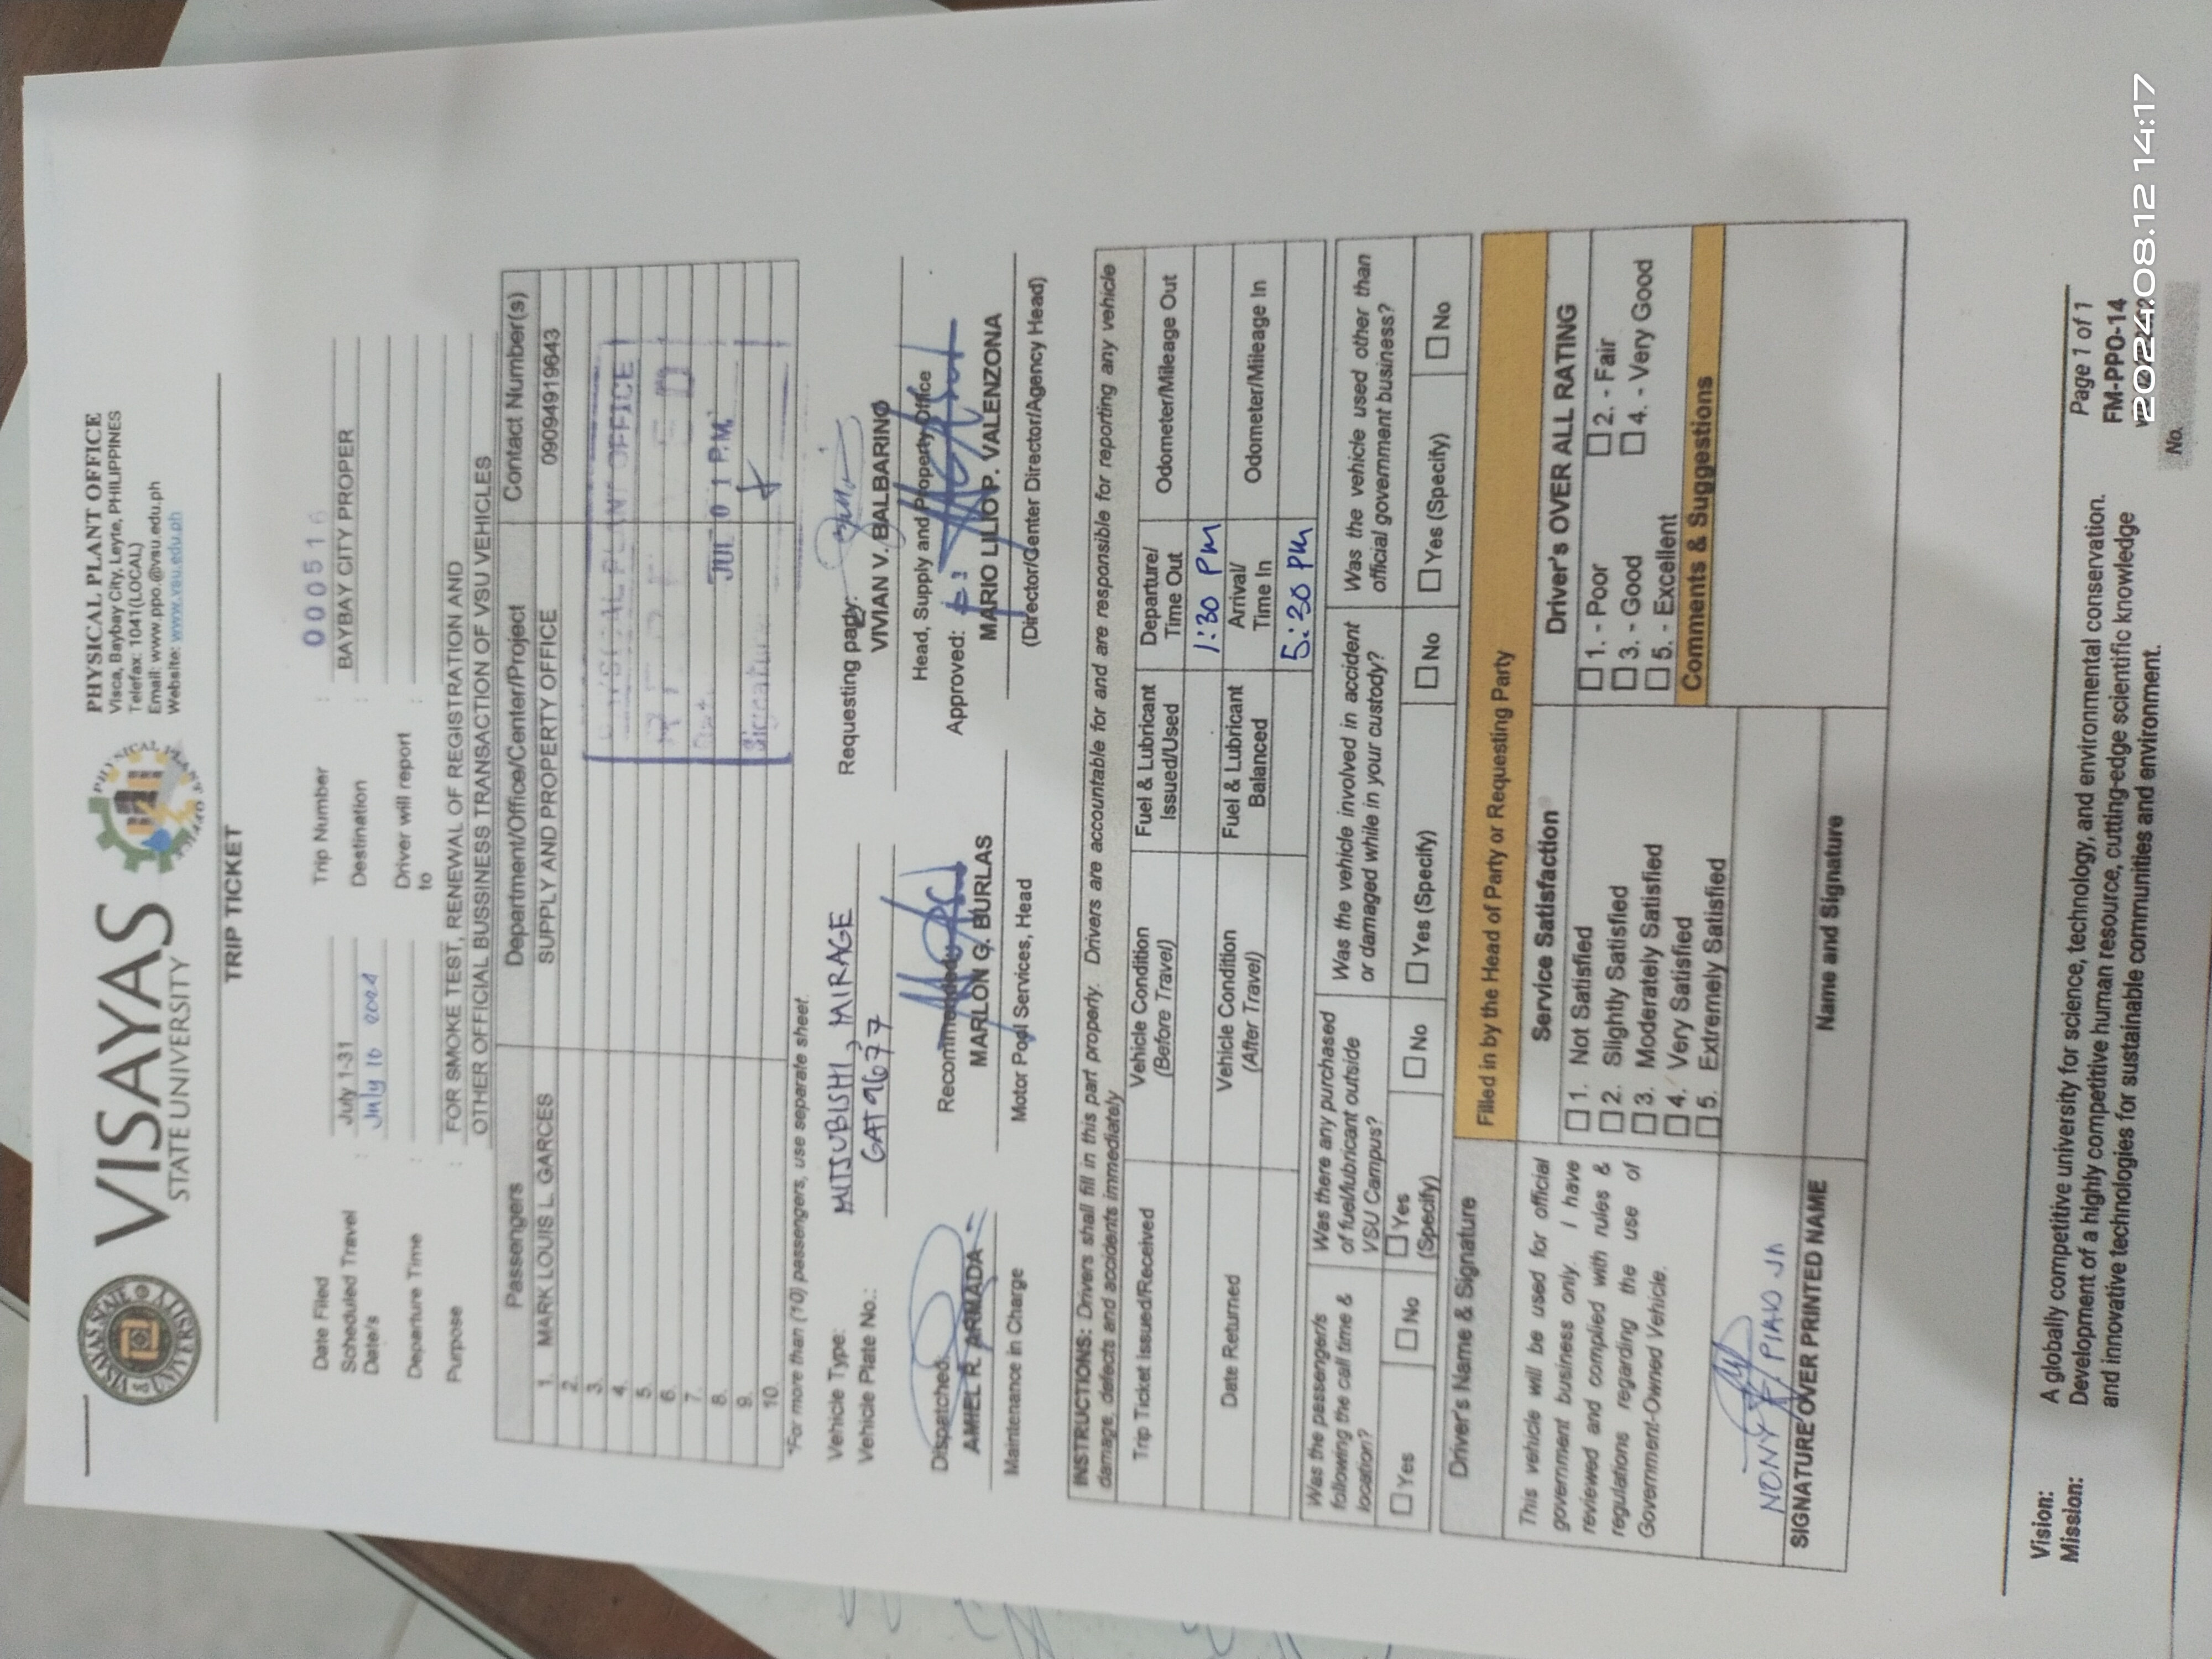 VISAYAS
STATE UNIVERSITY
PHYSICAL PLANT OFFICE
Visca, Baybay City, Leyte, PHILIPPINES
Telefax: 1041(LOCAL)
Email: www.ppo.@vsu.edu.ph
Website: www.vsu.edu.ph
TRIP TICKET
Date Filed : July 1-31 Trip Number : 000516
Scheduled Travel Date/s July 10 2024 Destination : BAYBAY CITY PROPER
Departure Time : Driver will report to :
Purpose : FOR SMOKE TEST, RENEWAL OF REGISTRATION AND
OTHER OFFICIAL BUSSINESS TRANSACTION OF VSU VEHICLES
Passengers Department/Office/Center/Project Contact Number(s)
1. MARK LOUIS L. GARCES SUPPLY AND PROPERTY OFFICE 09094919643
2.
3.
4.
5.
6.
7.
8.
9.
10.
PHYSICAL PLANT OFFICE
JUL 01 P.M.
Signature
*For more than (10) passengers, use separate sheet.
Vehicle Type: MITSUBISHI, MIRAGE
Vehicle Plate No.: GAT 9677
Requesting party:
VIVIAN V. BALBARINO
Head, Supply and Property Office
Dispatched:
AMIEL R. ARMADA
Maintenance in Charge
Recommended:
MARLON G. BURLAS
Motor Pool Services, Head
Approved:
MARIO LILIO P. VALENZONA
(Director/Center Director/Agency Head)
INSTRUCTIONS: Drivers shall fill in this part properly. Drivers are accountable for and are responsible for reporting any vehicle
damage, defects and accidents immediately
Trip Ticket Issued/Received Vehicle Condition (Before Travel) Fuel & Lubricant Issued/Used Departure/ Time Out Odometer/Mileage Out
1:30 PM
Date Returned Vehicle Condition (After Travel) Fuel & Lubricant Balanced Arrival/ Time In Odometer/Mileage In
5:30 PM
Was the passenger/s following the call time & location?
Was there any purchased of fuel/lubricant outside VSU Campus?
Was the vehicle involved in accident or damaged while in your custody?
Was the vehicle used other than official government business?
Yes No Yes (Specify) No Yes (Specify) No Yes (Specify) No
Driver's Name & Signature
Filled in by the Head of Party or Requesting Party
This vehicle will be used for official
government business only. I have
reviewed and complied with rules &
regulations regarding the use of
Government-Owned Vehicle.
Service Satisfaction
1. Not Satisfied
2. Slightly Satisfied
3. Moderately Satisfied
4. Very Satisfied
5. Extremely Satisfied
Driver's OVER ALL RATING
1. - Poor 2. - Fair
3. - Good 4. - Very Good
5. - Excellent
Comments & Suggestions
SIGNATURE OVER PRINTED NAME
Name and Signature
Vision: A globally competitive university for science, technology, and environmental conservation.
Mission: Development of a highly competitive human resource, cutting-edge scientific knowledge
and innovative technologies for sustainable communities and environment.
Page 1 of 1
FM-PPO-14
No.
2024.08.12 14:17